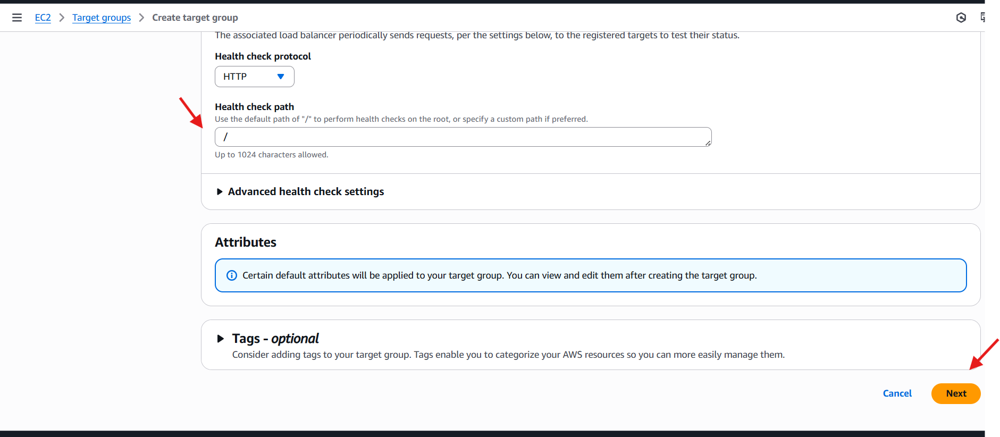 EC2 > Target groups > Create target group
The associated load balancer periodically sends requests, per the settings below, to the registered targets to test their status.
Health check protocol
HTTP
Health check path
Use the default path of "/" to perform health checks on the root, or specify a custom path if preferred.
/
Up to 1024 characters allowed.
Advanced health check settings
Attributes
Certain default attributes will be applied to your target group. You can view and edit them after creating the target group.
Tags - optional
Consider adding tags to your target group. Tags enable you to categorize your AWS resources so you can more easily manage them.
Cancel
Next